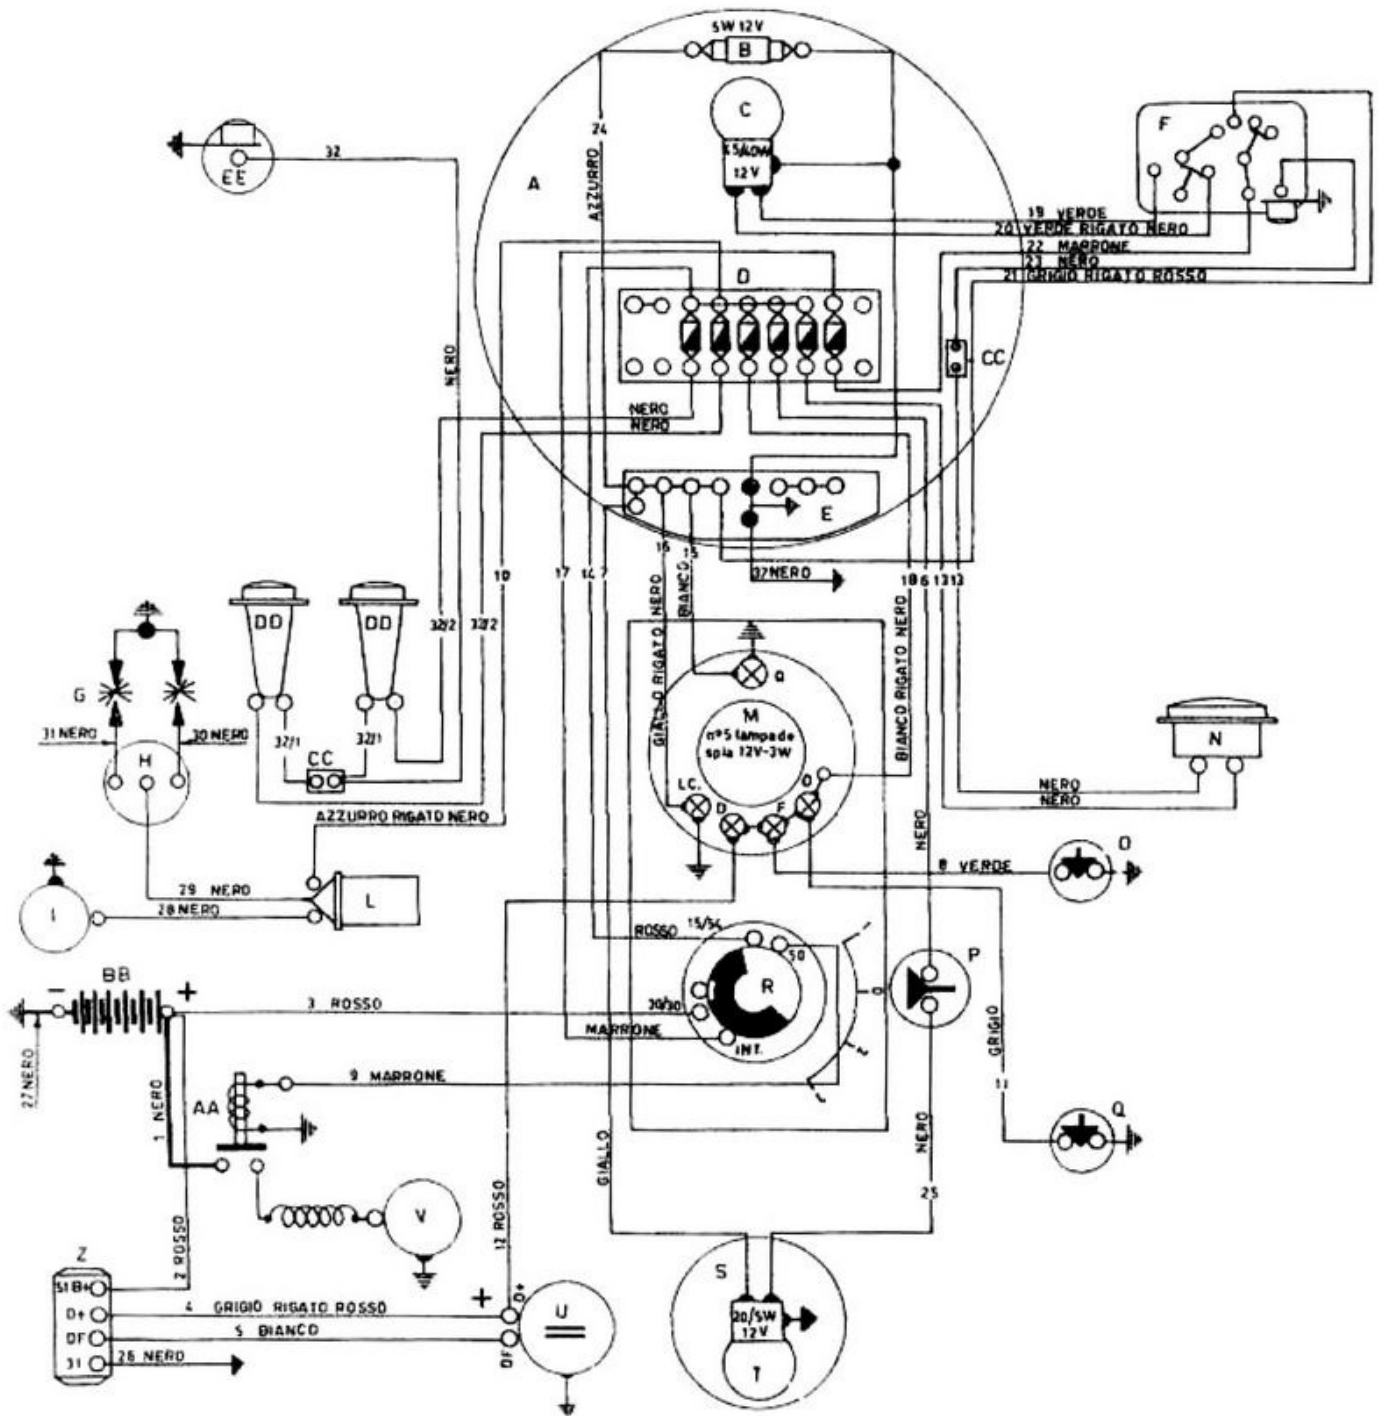 5W 12V
B
C
45/40W
12V
A
24
AZZURRO
F
19 VERDE
20 VERDE RIGATO NERO
22 MARRONE
23 NERO
21 GRIGIO RIGATO ROSSO
EE
32
NERO
D
CC
NERO
NERO
E
16
15
37 NERO
10
17
14
7
18
6
13
13
GIALLO RIGATO NERO
BIANCO
BIANCO RIGATO NERO
DD
DD
32/2
32/2
G
31 NERO
30 NERO
32/1
32/1
CC
H
AZZURRO RIGATO NERO
Q
M
n°5 lampade
spia 12V-3W
L.C.
D
F
O
N
NERO
NERO
NERO
8 VERDE
O
29 NERO
28 NERO
I
L
ROSSO
15/54
50
R
30/30
MARRONE
INT.
1
0
2
P
BB
-
+
3 ROSSO
27 NERO
1 NERO
AA
9 MARRONE
GRIGIO
11
Q
GIALLO
NERO
25
V
12 ROSSO
2 ROSSO
Z
51 B+
D+
DF
31
4 GRIGIO RIGATO ROSSO
5 BIANCO
26 NERO
+
D+
DF
U
S
20/5W
12V
T